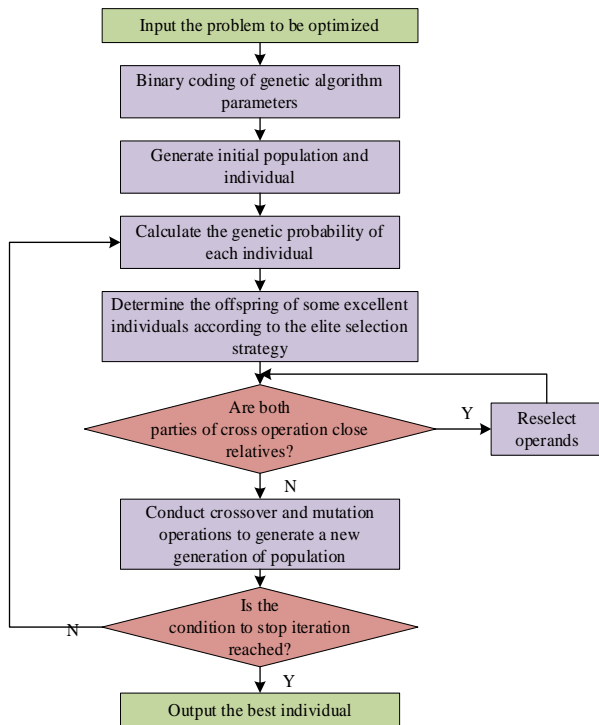 Input the problem to be optimized
Binary coding of genetic algorithm
parameters
Generate initial population and
individual
Calculate the genetic probability of
each individual
Determine the offspring of some excellent
individuals according to the elite selection
strategy
Are both
parties of cross operation close
relatives?
Y
Reselect
operands
N
Conduct crossover and mutation
operations to generate a new
generation of population
Is the
condition to stop iteration
reached?
N
Y
Output the best individual